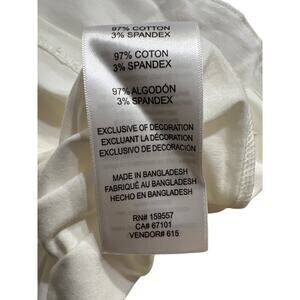 97% COTTON
3% SPANDEX
97% COTON
3% SPANDEX
97% ALGODÓN
3% SPANDEX
EXCLUSIVE OF DECORATION
EXCLUANT LA DÉCORATION
EXCLUSIVO DE DECORACIÓN
MADE IN BANGLADESH
FABRIQUÉ AU BANGLADESH
HECHO EN BANGLADESH
RN# 159557
CA# 67101
VENDOR# 615